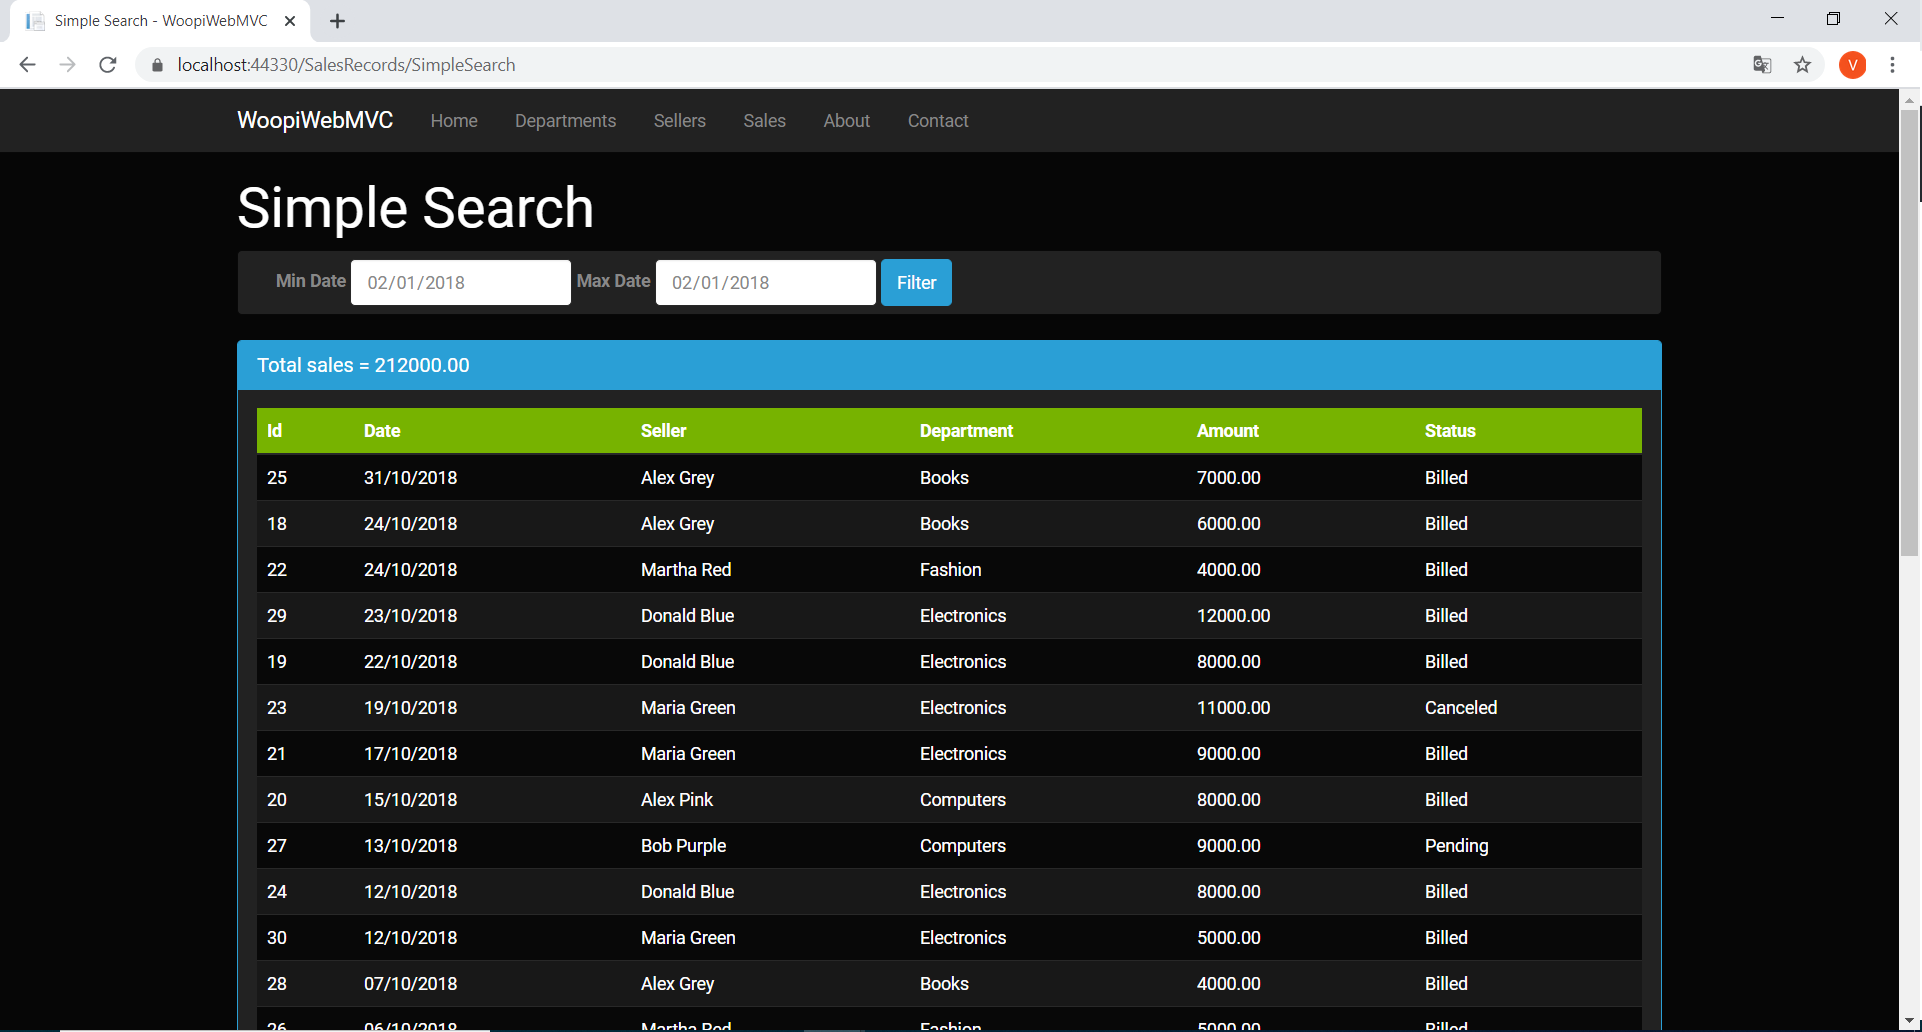 Simple Search - WoopiWebMVC
localhost:44330/SalesRecords/SimpleSearch
V
WoopiWebMVC Home Departments Sellers Sales About Contact
Simple Search
Min Date 02/01/2018 Max Date 02/01/2018 Filter
Total sales = 212000.00
Id Date Seller Department Amount Status
25 31/10/2018 Alex Grey Books 7000.00 Billed
18 24/10/2018 Alex Grey Books 6000.00 Billed
22 24/10/2018 Martha Red Fashion 4000.00 Billed
29 23/10/2018 Donald Blue Electronics 12000.00 Billed
19 22/10/2018 Donald Blue Electronics 8000.00 Billed
23 19/10/2018 Maria Green Electronics 11000.00 Canceled
21 17/10/2018 Maria Green Electronics 9000.00 Billed
20 15/10/2018 Alex Pink Computers 8000.00 Billed
27 13/10/2018 Bob Purple Computers 9000.00 Pending
24 12/10/2018 Donald Blue Electronics 8000.00 Billed
30 12/10/2018 Maria Green Electronics 5000.00 Billed
28 07/10/2018 Alex Grey Books 4000.00 Billed
26 06/10/2018 Martha Red Fashion 5000.00 Billed